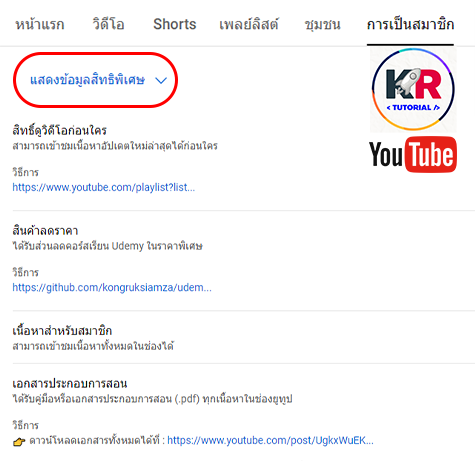 หน้าแรก วิดีโอ Shorts เพลย์ลิสต์ ชุมชน การเป็นสมาชิก
แสดงข้อมูลสิทธิพิเศษ
KR
< TUTORIAL />
YouTube
สิทธิ์ดูวิดีโอก่อนใคร
สามารถเข้าชมเนื้อหาอัปเดตใหม่ล่าสุดได้ก่อนใคร
วิธีการ
https://www.youtube.com/playlist?list...
สินค้าลดราคา
ได้รับส่วนลดคอร์สเรียน Udemy ในราคาพิเศษ
วิธีการ
https://github.com/kongruksiamza/udem...
เนื้อหาสำหรับสมาชิก
สามารถเข้าชมเนื้อหาทั้งหมดในช่องได้
เอกสารประกอบการสอน
ได้รับคู่มือหรือเอกสารประกอบการสอน (.pdf) ทุกเนื้อหาในช่องยูทูป
วิธีการ
👉 ดาวน์โหลดเอกสารทั้งหมดได้ที่ : https://www.youtube.com/post/UgkxWuEK...